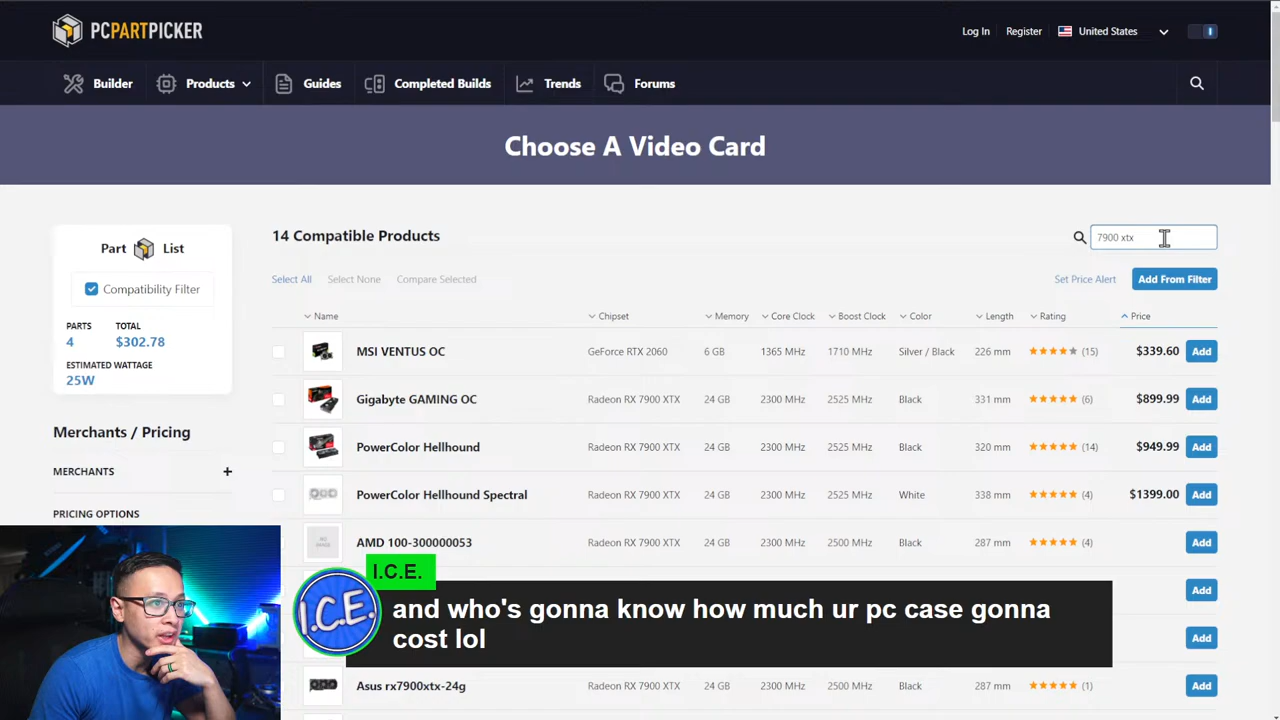 PCPARTPICKER
Log In Register United States
Builder Products Guides Completed Builds Trends Forums
Choose A Video Card
Part List
Compatibility Filter
PARTS TOTAL
4 $302.78
ESTIMATED WATTAGE
25W
Merchants / Pricing
MERCHANTS +
PRICING OPTIONS
14 Compatible Products
7900 xtx
Select All Select None Compare Selected Set Price Alert Add From Filter
Name Chipset Memory Core Clock Boost Clock Color Length Rating Price
MSI VENTUS OC GeForce RTX 2060 6 GB 1365 MHz 1710 MHz Silver / Black 226 mm (15) $339.60 Add
Gigabyte GAMING OC Radeon RX 7900 XTX 24 GB 2300 MHz 2525 MHz Black 331 mm (6) $899.99 Add
PowerColor Hellhound Radeon RX 7900 XTX 24 GB 2300 MHz 2525 MHz Black 320 mm (14) $949.99 Add
PowerColor Hellhound Spectral Radeon RX 7900 XTX 24 GB 2300 MHz 2525 MHz White 338 mm (4) $1399.00 Add
AMD 100-300000053 Radeon RX 7900 XTX 24 GB 2300 MHz 2500 MHz Black 287 mm (4) Add
Add
Add
Asus rx7900xtx-24g Radeon RX 7900 XTX 24 GB 2300 MHz 2500 MHz Black 287 mm (1) Add
I.C.E.
I.C.E.
and who's gonna know how much ur pc case gonna
cost lol